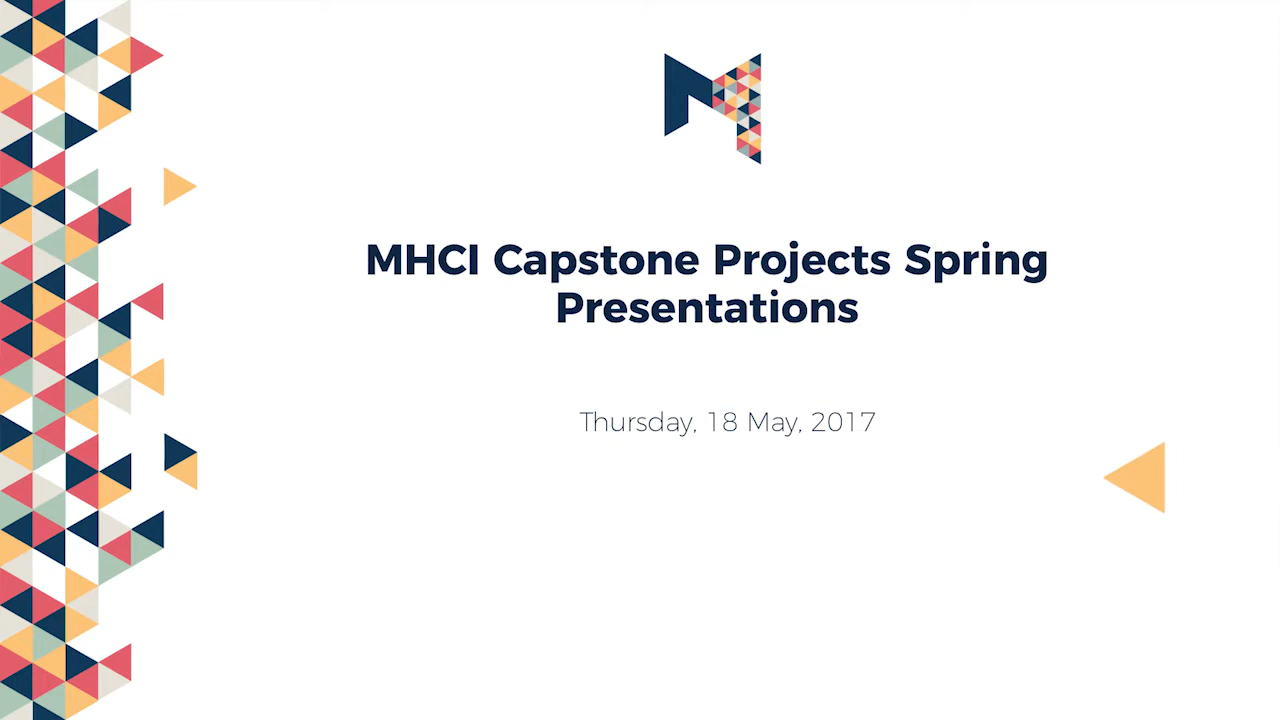 MHCI Capstone Projects Spring
Presentations
Thursday, 18 May, 2017